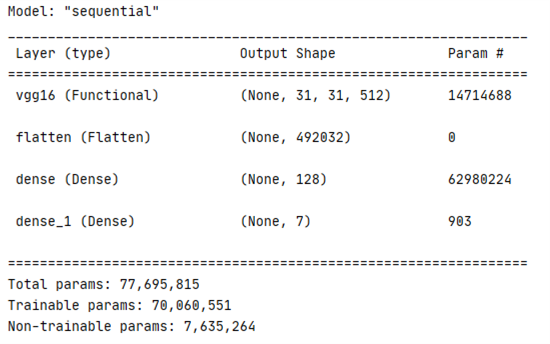 Model: "sequential"
_________________________________________________________________
Layer (type)                Output Shape              Param #
=================================================================
vgg16 (Functional)          (None, 31, 31, 512)       14714688
flatten (Flatten)           (None, 492032)            0
dense (Dense)               (None, 128)               62980224
dense_1 (Dense)             (None, 7)                 903
=================================================================
Total params: 77,695,815
Trainable params: 70,060,551
Non-trainable params: 7,635,264